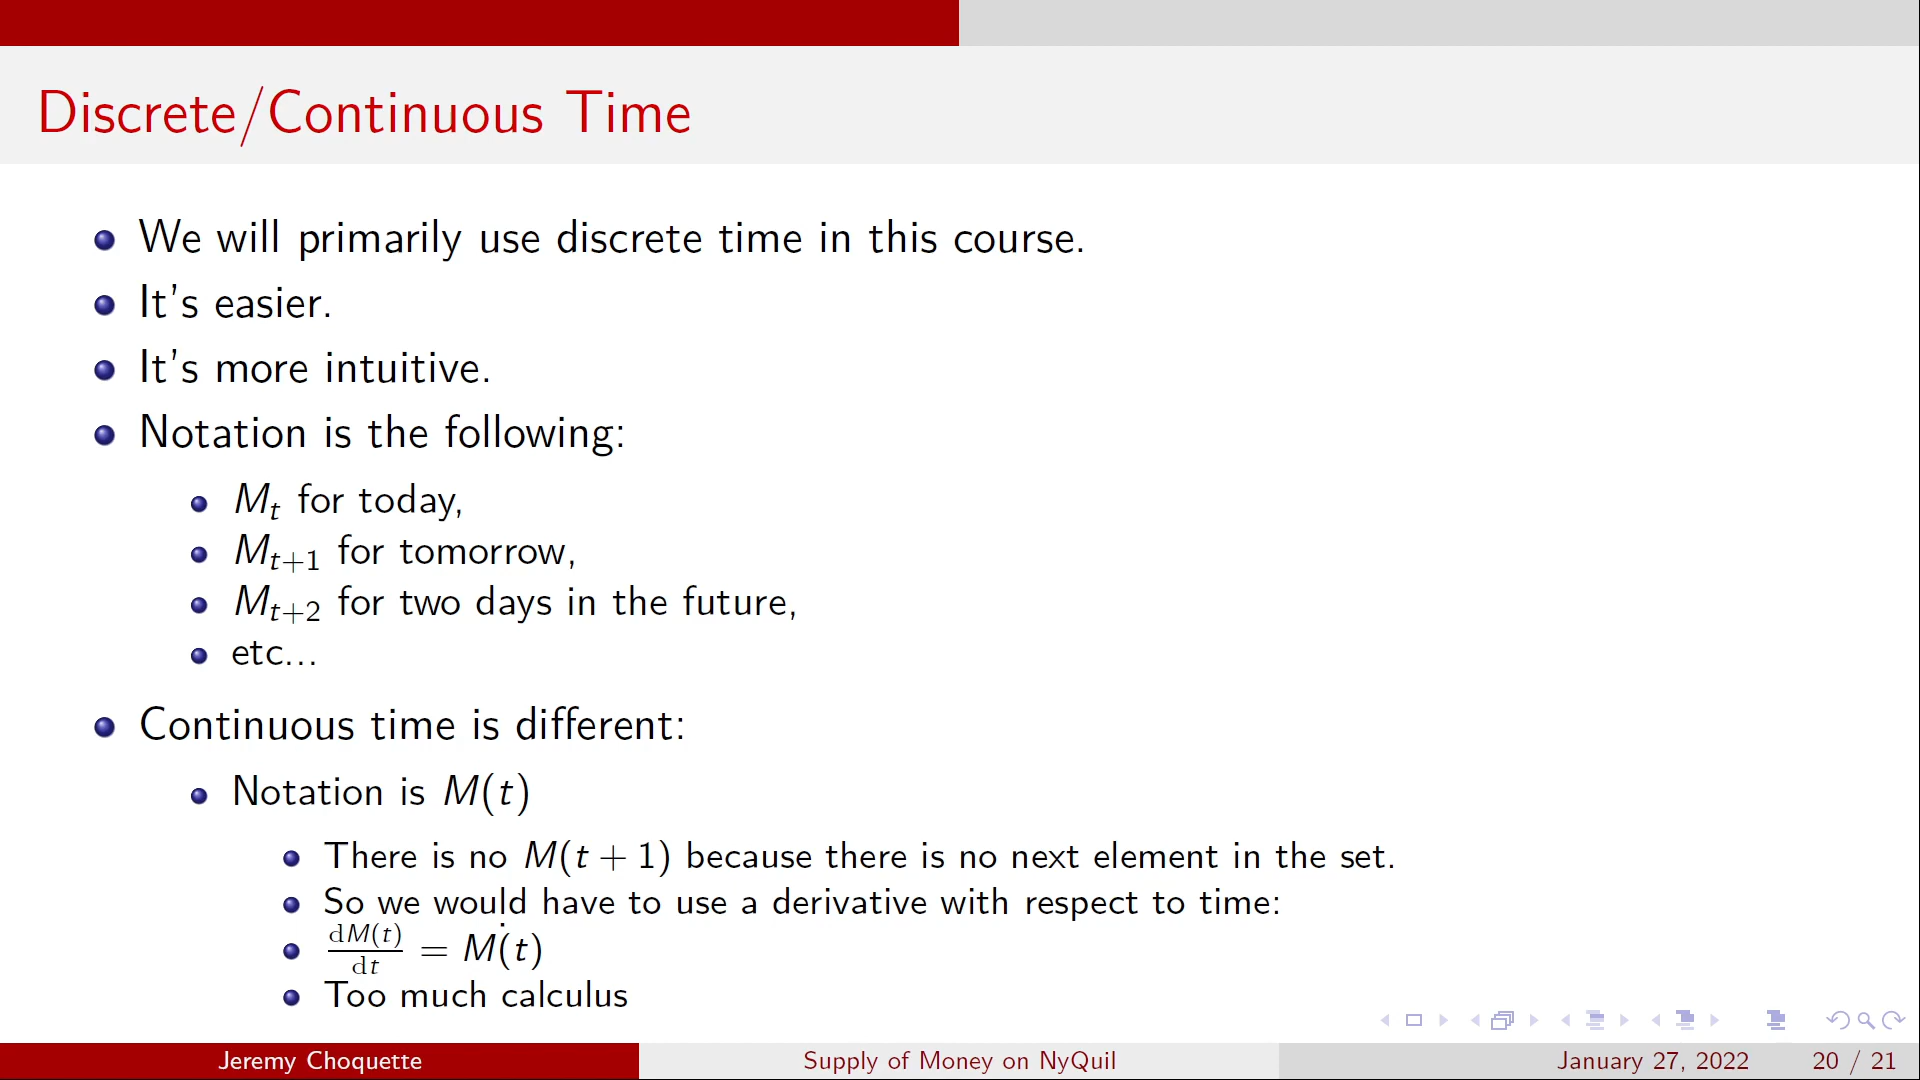 Discrete/Continuous Time
We will primarily use discrete time in this course.
It's easier.
It's more intuitive.
Notation is the following:
M_t for today,
M_{t+1} for tomorrow,
M_{t+2} for two days in the future,
etc...
Continuous time is different:
Notation is M(t)
There is no M(t + 1) because there is no next element in the set.
So we would have to use a derivative with respect to time:
\frac{dM(t)}{dt} = \dot{M(t)}
Too much calculus
Jeremy Choquette Supply of Money on NyQuil January 27, 2022 20 / 21